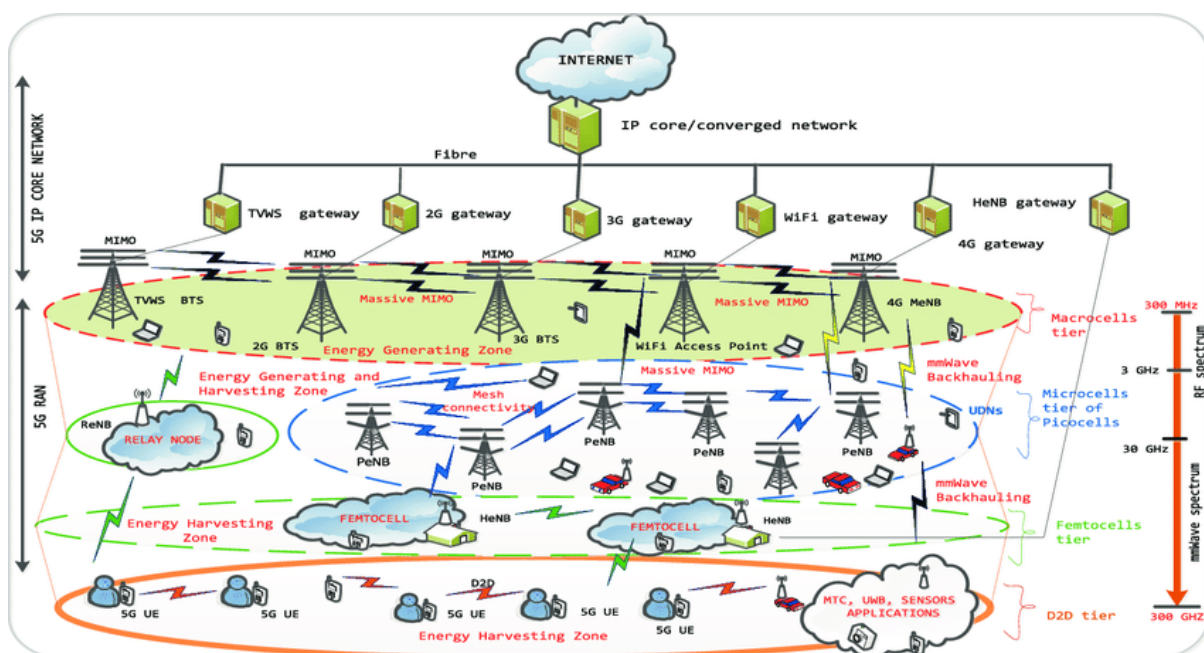 INTERNET
IP core/converged network
5G IP CORE NETWORK
Fibre
TVWS gateway
2G gateway
3G gateway
WiFi gateway
HeNB gateway
4G gateway
MIMO
MIMO
MIMO
MIMO
MIMO
Massive MIMO
Massive MIMO
TVWS BTS
4G MeNB
2G BTS
3G BTS
WiFi Access Point
Energy Generating Zone
Macrocells
tier
300 MHz
5G RAN
Energy Generating and
Harvesting Zone
Massive MIMO
mmWave
Backhauling
3 GHz
RF spectrum
Mesh
connectivity
ReNB
RELAY NODE
UDNs
Microcells
tier of
Picocells
PeNB
PeNB
PeNB
PeNB
PeNB
30 GHz
mmWave
Backhauling
Energy Harvesting
Zone
FEMTOCELL
HeNB
FEMTOCELL
HeNB
Femtocells
tier
mmWave spectrum
D2D
5G UE
5G UE
5G UE
5G UE
5G UE
MTC, UWB, SENSORS
APPLICATIONS
Energy Harvesting Zone
D2D tier
300 GHZ